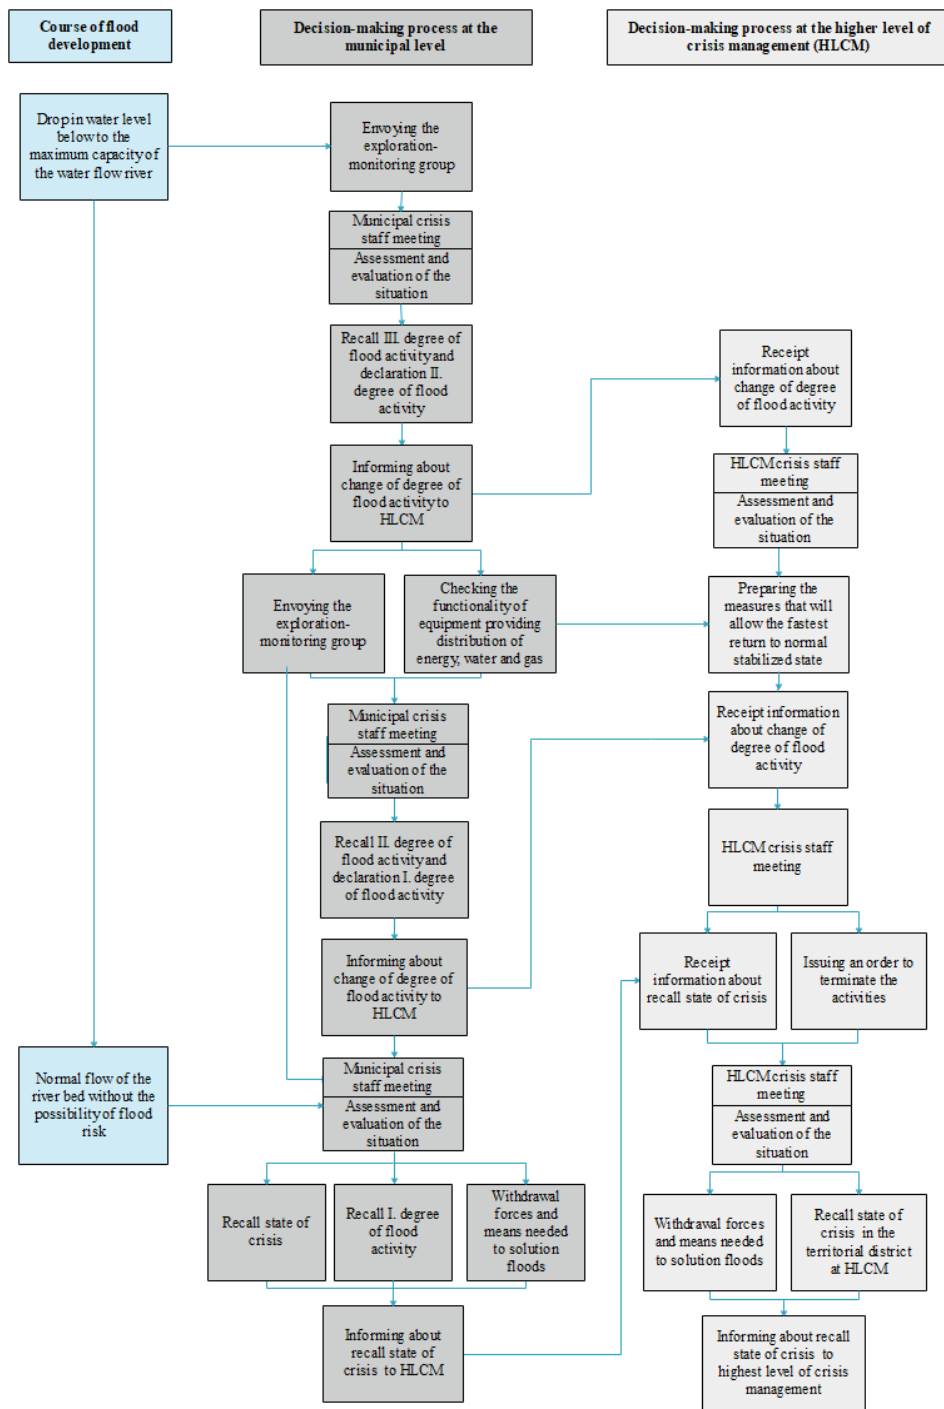 Course of flood
development
Decision-making process at the
municipal level
Decision-making process at the higher level of
crisis management (HLCM)
Drop in water level
below to the
maximum capacity of
the water flow river
Envoying the
exploration-
monitoring group
Municipal crisis
staff meeting
Assessment and
evaluation of the
situation
Recall III. degree of
flood activity and
declaration II.
degree of flood
activity
Receipt
information about
change of degree
of flood activity
Informing about
change of degree of
flood activity to
HLCM
HLCM crisis staff
meeting
Assessment and
evaluation of the
situation
Envoying the
exploration-
monitoring group
Checking the
functionality of
equipment providing
distribution of
energy, water and gas
Preparing the
measures that will
allow the fastest
return to normal
stabilized state
Municipal crisis
staff meeting
Assessment and
evaluation of the
situation
Receipt information
about change of
degree of flood
activity
Recall II. degree of
flood activity and
declaration I. degree
of flood activity
HLCM crisis staff
meeting
Informing about
change of degree of
flood activity to
HLCM
Receipt
information about
recall state of crisis
Issuing an order to
terminate the
activities
Normal flow of the
river bed without the
possibility of flood
risk
Municipal crisis
staff meeting
Assessment and
evaluation of the
situation
HLCM crisis staff
meeting
Assessment and
evaluation of the
situation
Recall state of
crisis
Recall I. degree
of flood
activity
Withdrawal
forces and
means needed
to solution
floods
Withdrawal forces
and means needed
to solution floods
Recall state of
crisis in the
territorial district
at HLCM
Informing about
recall state of
crisis to HLCM
Informing about recall
state of crisis to
highest level of crisis
management